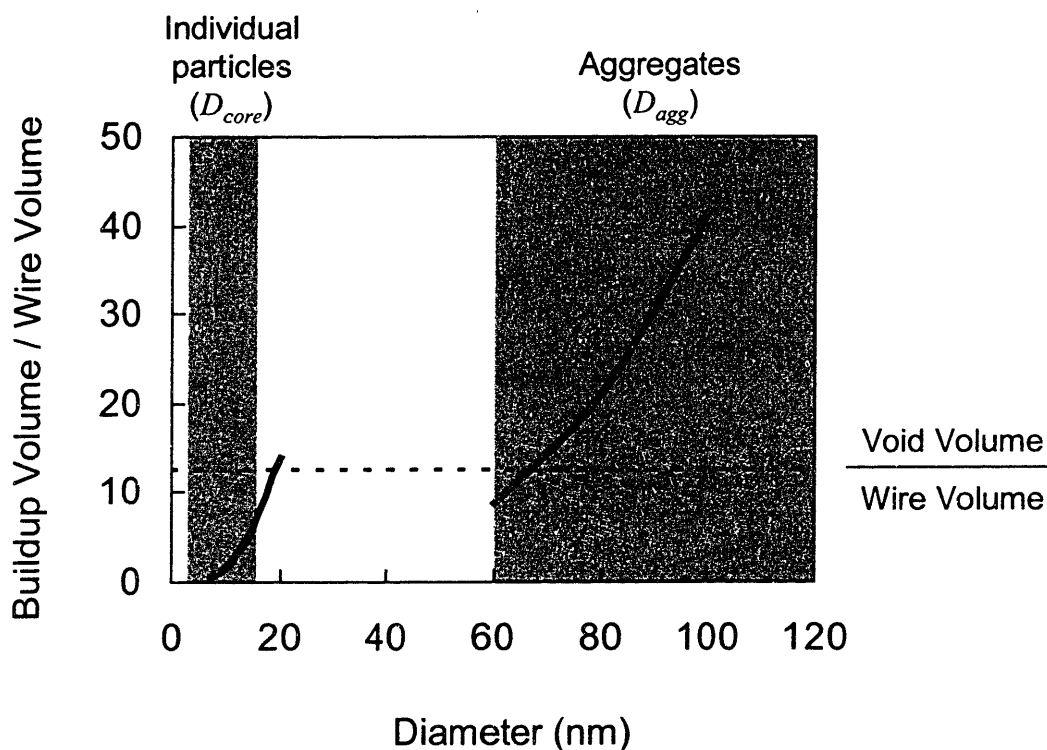 Individual
particles
(D_core)
Aggregates
(D_agg)
Buildup Volume / Wire Volume
50
40
30
20
10
0
0 20 40 60 80 100 120
Diameter (nm)
Void Volume
Wire Volume